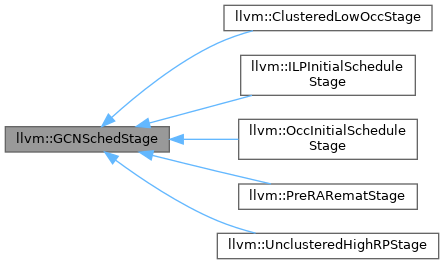 llvm::ClusteredLowOccStage
llvm::ILPInitialSchedule
Stage
llvm::GCNSchedStage
llvm::OccInitialSchedule
Stage
llvm::PreRARematStage
llvm::UnclusteredHighRPStage